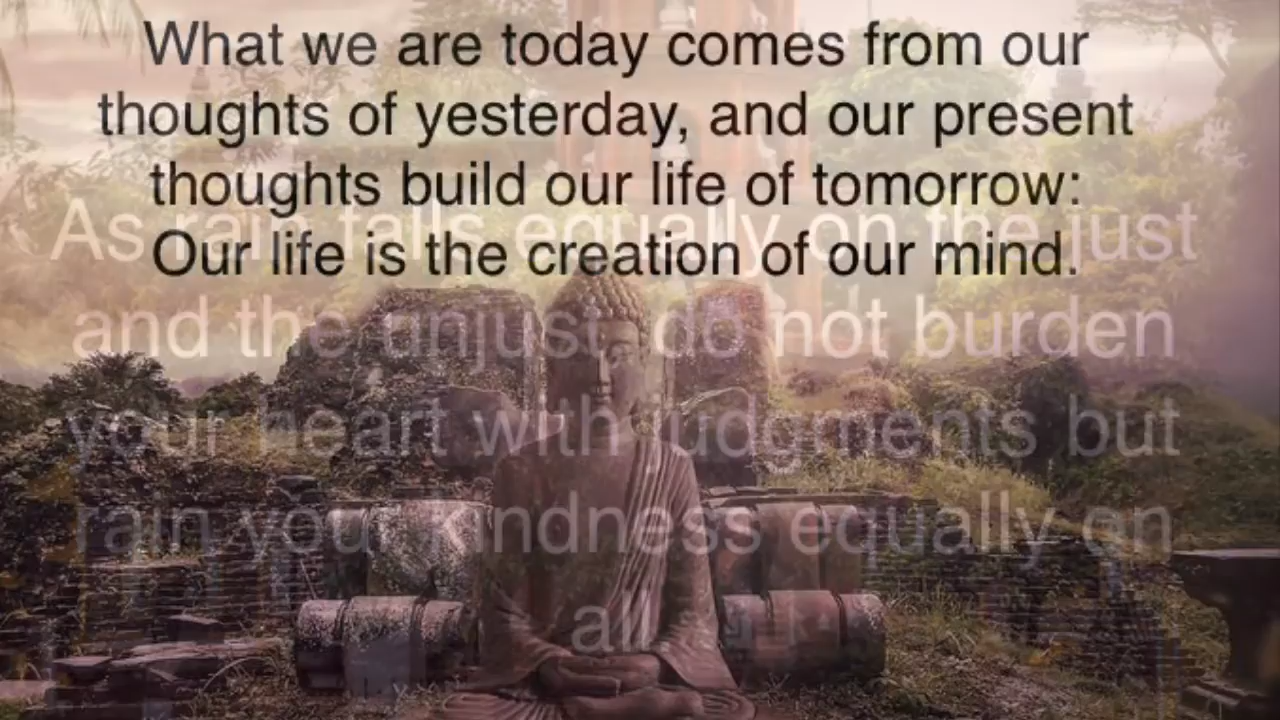 What we are today comes from our
thoughts of yesterday, and our present
thoughts build our life of tomorrow:
Our life is the creation of our mind.
As rain falls equally on the just
and the unjust, do not burden
your heart with judgments but
rain your kindness equally on
all.